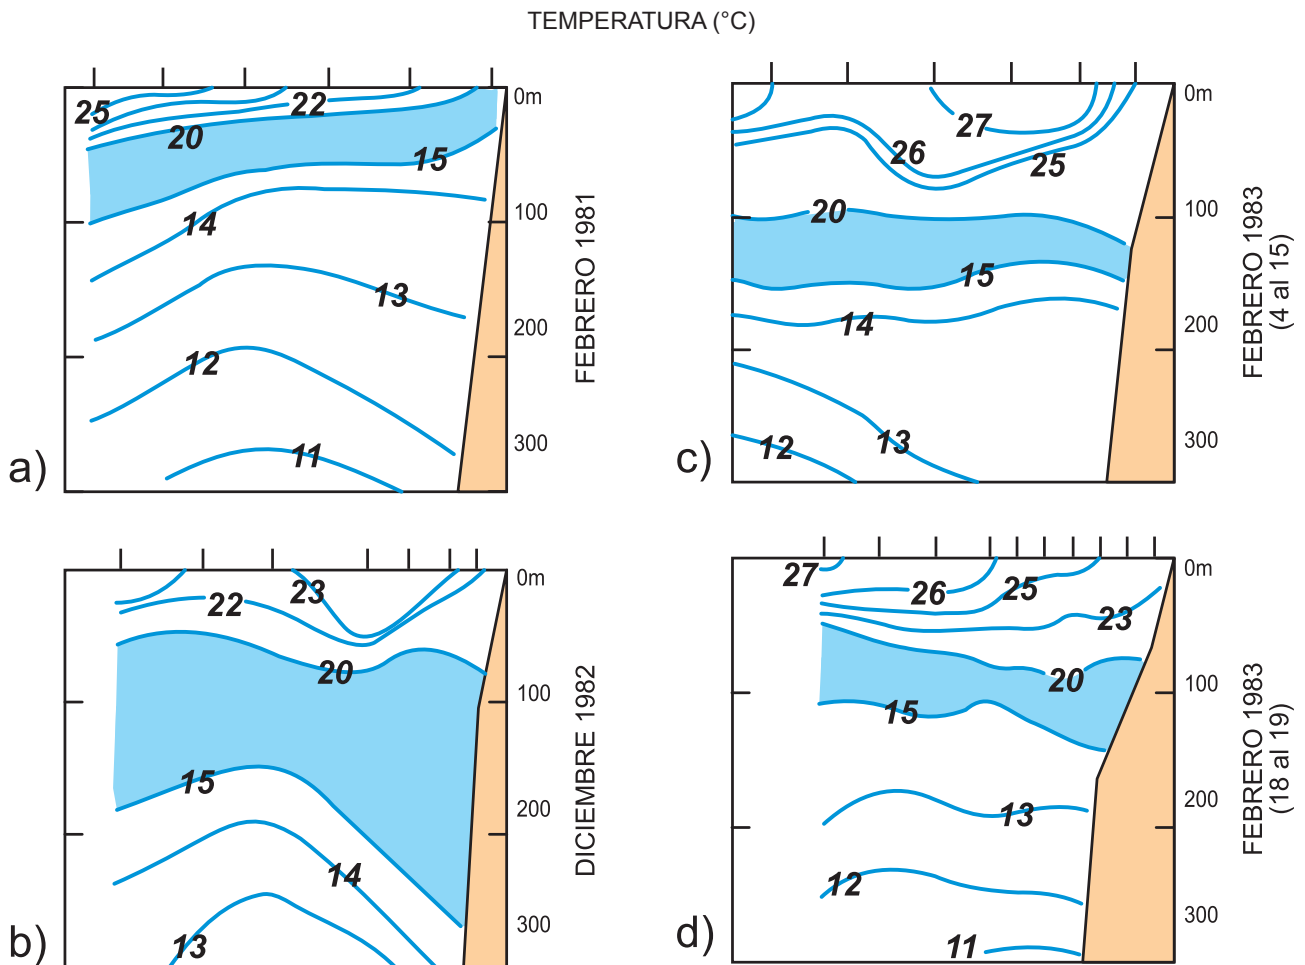 TEMPERATURA (°C)
a)
25
22
20
15
14
13
12
11
0m
100
200
300
FEBRERO 1981
c)
27
26
25
20
15
14
13
12
0m
100
200
300
FEBRERO 1983
(4 al 15)
b)
23
22
20
15
14
13
0m
100
200
300
DICIEMBRE 1982
d)
27
26
25
23
20
15
13
12
11
0m
100
200
300
FEBRERO 1983
(18 al 19)